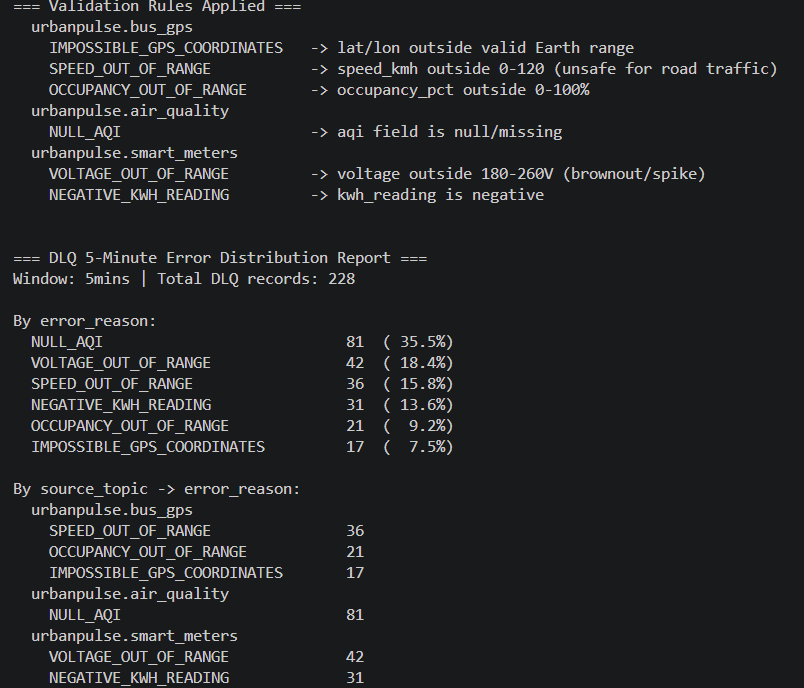 === Validation Rules Applied ===
urbanpulse.bus_gps
IMPOSSIBLE_GPS_COORDINATES -> lat/lon outside valid Earth range
SPEED_OUT_OF_RANGE -> speed_kmh outside 0-120 (unsafe for road traffic)
OCCUPANCY_OUT_OF_RANGE -> occupancy_pct outside 0-100%
urbanpulse.air_quality
NULL_AQI -> aqi field is null/missing
urbanpulse.smart_meters
VOLTAGE_OUT_OF_RANGE -> voltage outside 180-260V (brownout/spike)
NEGATIVE_KWH_READING -> kwh_reading is negative
=== DLQ 5-Minute Error Distribution Report ===
Window: 5mins | Total DLQ records: 228
By error_reason:
NULL_AQI 81 ( 35.5%)
VOLTAGE_OUT_OF_RANGE 42 ( 18.4%)
SPEED_OUT_OF_RANGE 36 ( 15.8%)
NEGATIVE_KWH_READING 31 ( 13.6%)
OCCUPANCY_OUT_OF_RANGE 21 ( 9.2%)
IMPOSSIBLE_GPS_COORDINATES 17 ( 7.5%)
By source_topic -> error_reason:
urbanpulse.bus_gps
SPEED_OUT_OF_RANGE 36
OCCUPANCY_OUT_OF_RANGE 21
IMPOSSIBLE_GPS_COORDINATES 17
urbanpulse.air_quality
NULL_AQI 81
urbanpulse.smart_meters
VOLTAGE_OUT_OF_RANGE 42
NEGATIVE_KWH_READING 31